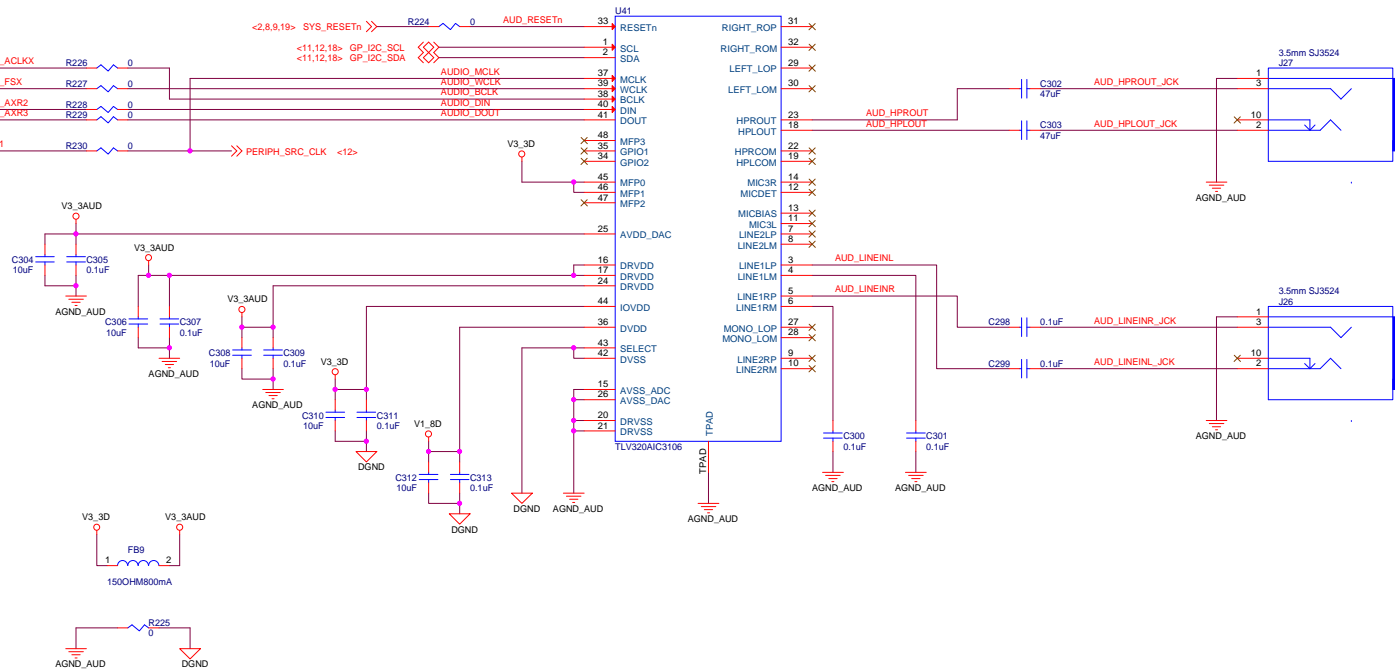 U41
<2,8,9,19> SYS_RESETn R224 0 AUD_RESETn 33 RESETn RIGHT_ROP 31
<11,12,18> GP_I2C_SCL 1 SCL RIGHT_ROM 32
<11,12,18> GP_I2C_SDA 2 SDA
LEFT_LOP 29
_ACLKX R226 0 AUDIO_MCLK 37 MCLK LEFT_LOM 30
_FSX R227 0 AUDIO_WCLK 39 WCLK
AUDIO_BCLK 38 BCLK
_AXR2 R228 0 AUDIO_DIN 40 DIN
_AXR3 R229 0 AUDIO_DOUT 41 DOUT
1 R230 0 PERIPH_SRC_CLK <12>
HPROUT 23 AUD_HPROUT C302 47uF AUD_HPROUT_JCK
HPLOUT 18 AUD_HPLOUT C303 47uF AUD_HPLOUT_JCK
3.5mm SJ3524
J27
1
3
10
2
AGND_AUD
48 MFP3 HPRCOM 22
35 GPIO1 HPLCOM 19
34 GPIO2
V3_3D
45 MFP0 MIC3R 14
46 MFP1 MICDET 12
47 MFP2
MICBIAS 13
MIC3L 11
LINE2LP 7
LINE2LM 8
V3_3AUD
25 AVDD_DAC
C304 10uF C305 0.1uF
AGND_AUD
V3_3AUD
16 DRVDD LINE1LP 3 AUD_LINEINL
17 DRVDD LINE1LM 4
24 DRVDD
C306 10uF C307 0.1uF
AGND_AUD
V3_3AUD
44 IOVDD LINE1RP 5 AUD_LINEINR
LINE1RM 6
C308 10uF C309 0.1uF
AGND_AUD
36 DVDD MONO_LOP 27
MONO_LOM 28
43 SELECT
42 DVSS LINE2RP 9
LINE2RM 10
C298 0.1uF AUD_LINEINR_JCK
C299 0.1uF AUD_LINEINL_JCK
3.5mm SJ3524
J26
1
3
10
2
AGND_AUD
V3_3D
C310 10uF C311 0.1uF
DGND
15 AVSS_ADC
26 AVSS_DAC
20 DRVSS
21 DRVSS
TPAD
TPAD
TLV320AIC3106
V1_8D
C312 10uF C313 0.1uF
DGND
DGND
AGND_AUD
AGND_AUD
C300 0.1uF
AGND_AUD
C301 0.1uF
AGND_AUD
V3_3D V3_3AUD
FB9
1 2
150OHM800mA
R225
0
AGND_AUD DGND